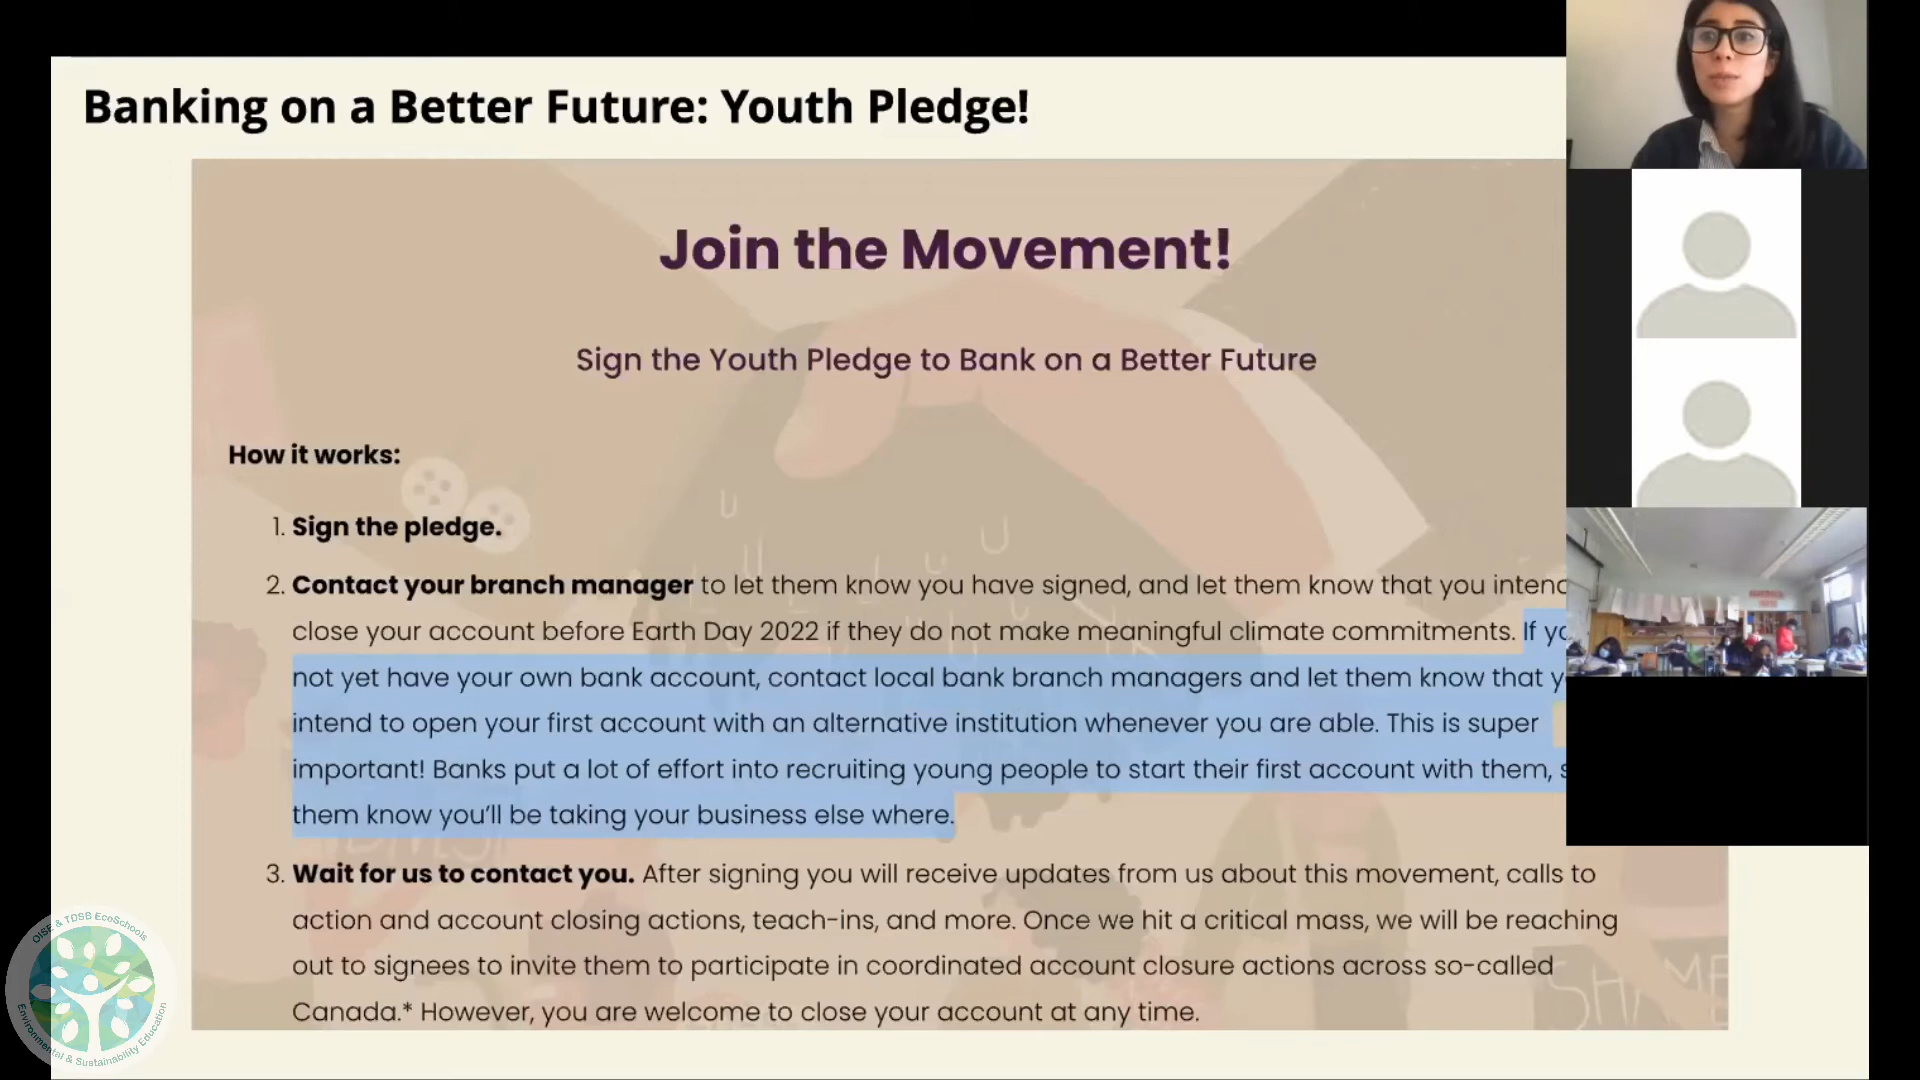 Banking on a Better Future: Youth Pledge!
Join the Movement!
Sign the Youth Pledge to Bank on a Better Future
How it works:
1. Sign the pledge.
2. Contact your branch manager to let them know you have signed, and let them know that you intend
close your account before Earth Day 2022 if they do not make meaningful climate commitments. If
not yet have your own bank account, contact local bank branch managers and let them know that
intend to open your first account with an alternative institution whenever you are able. This is super
important! Banks put a lot of effort into recruiting young people to start their first account with them,
them know you'll be taking your business else where.
3. Wait for us to contact you. After signing you will receive updates from us about this movement, calls to
action and account closing actions, teach-ins, and more. Once we hit a critical mass, we will be reaching
out to signees to invite them to participate in coordinated account closure actions across so-called
Canada.* However, you are welcome to close your account at any time.
SHAME
OISE & TDSB EcoSchools
Environmental & Sustainability Education